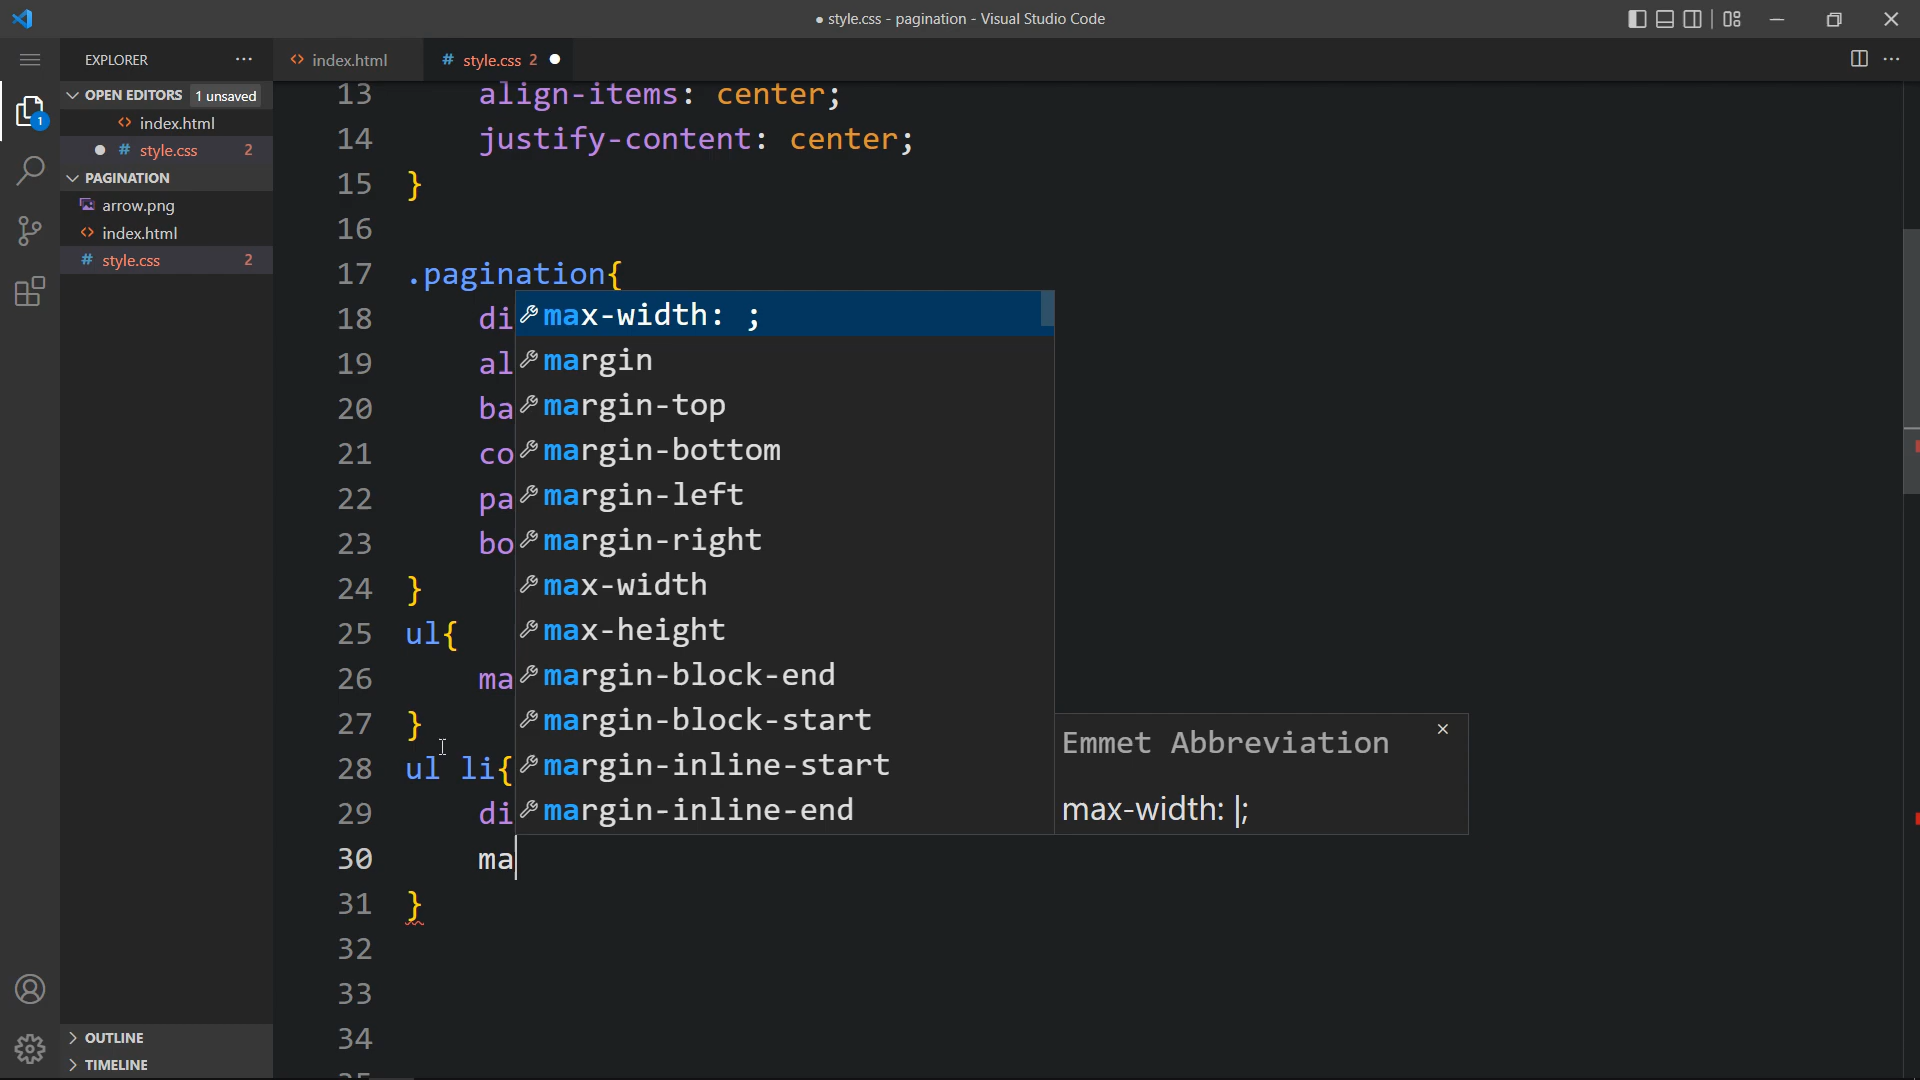 ● style.css - pagination - Visual Studio Code
EXPLORER ···
<> index.html
# style.css 2 ●
OPEN EDITORS 1 unsaved
<> index.html
● # style.css 2
PAGINATION
arrow.png
<> index.html
# style.css 2
OUTLINE
TIMELINE
1
13 align-items: center;
14 justify-content: center;
15 }
16
17 .pagination{
18 di
19 al
20 ba
21 co
22 pa
23 bo
24 }
25 ul{
26 ma
27 }
28 ul li{
29 di
30 ma
31 }
32
33
34
max-width: ;
margin
margin-top
margin-bottom
margin-left
margin-right
max-width
max-height
margin-block-end
margin-block-start
margin-inline-start
margin-inline-end
Emmet Abbreviation
max-width: |;